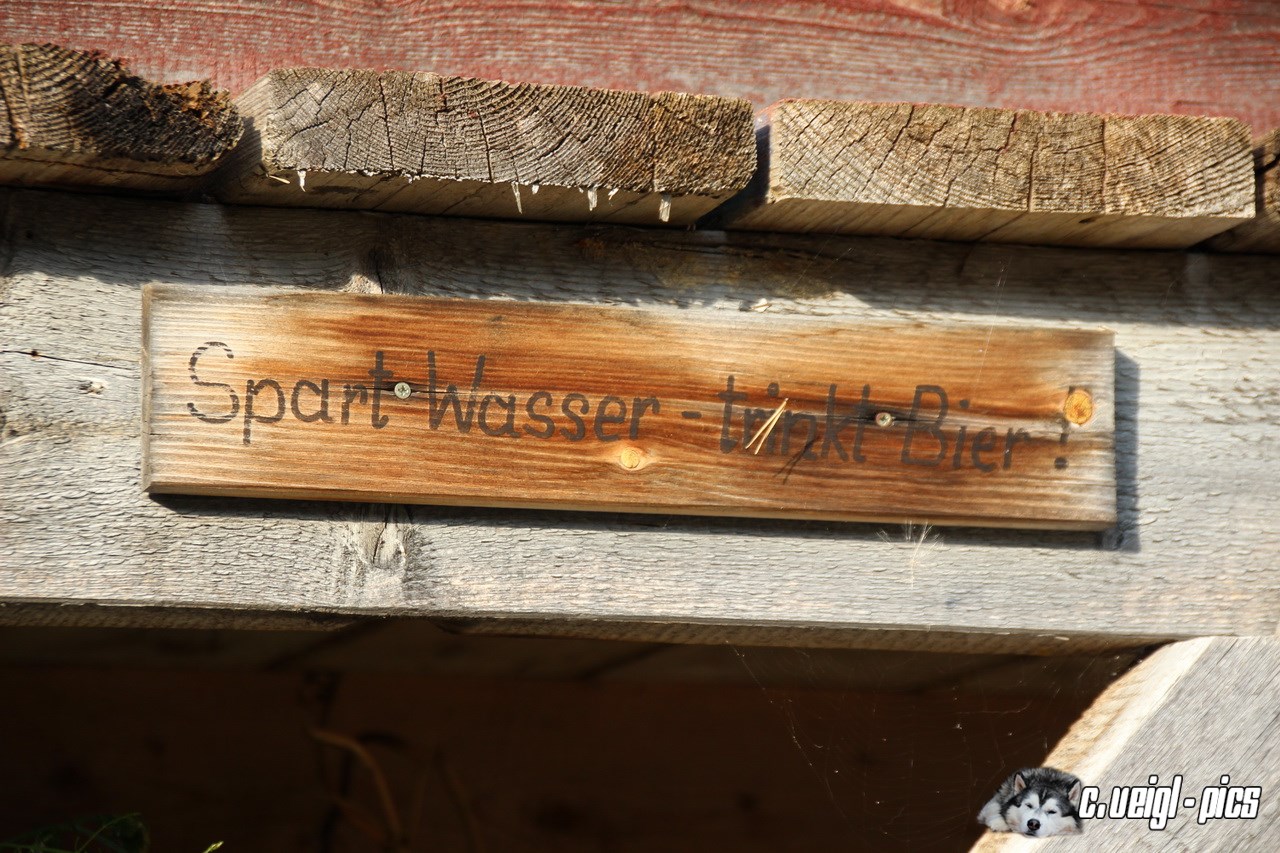 Spart Wasser - trinkt Bier !
c.veigl - pics